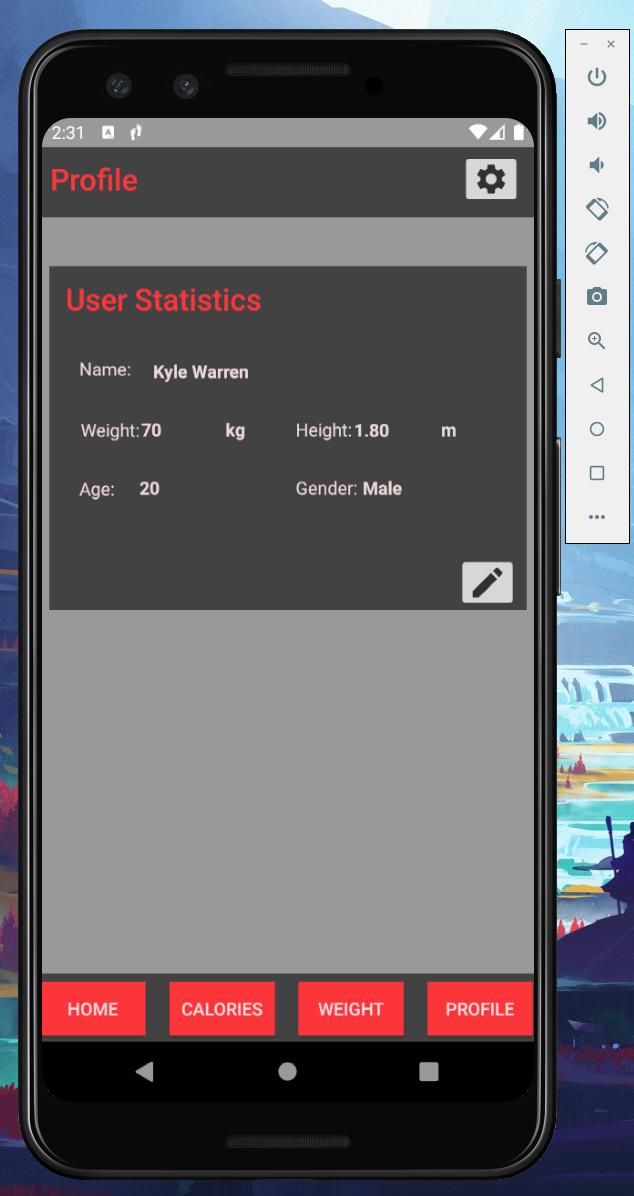 2:31
Profile
User Statistics
Name: Kyle Warren
Weight: 70 kg Height: 1.80 m
Age: 20 Gender: Male
HOME CALORIES WEIGHT PROFILE